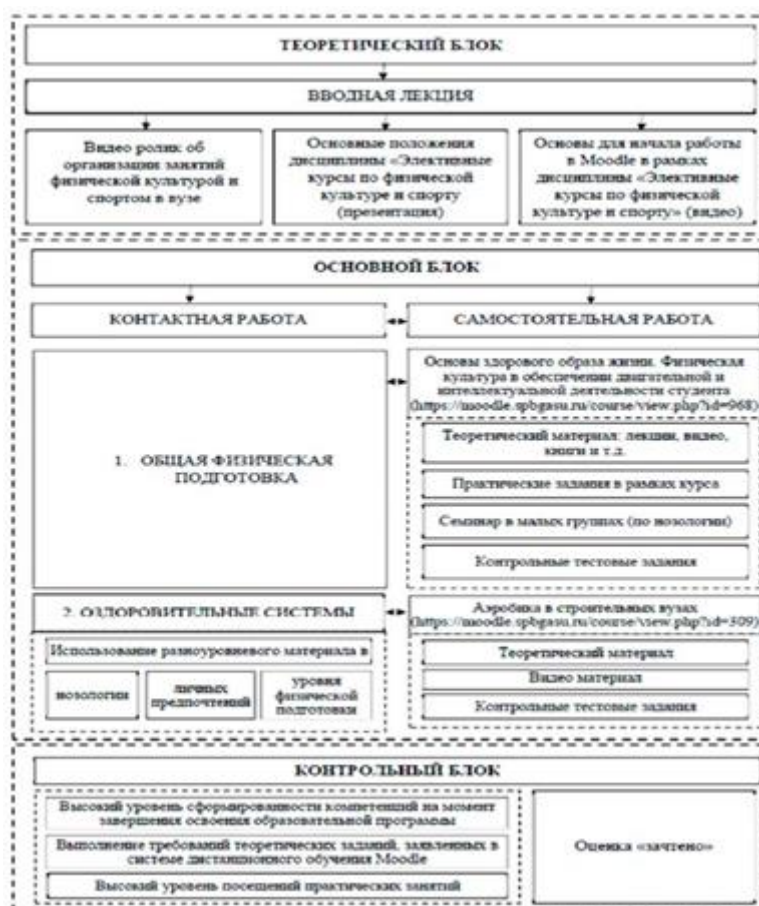 ТЕОРЕТИЧЕСКИЙ БЛОК
ВВОДНАЯ ЛЕКЦИЯ
Видео ролик об
организации занятий
физической культурой и
спортом в вузе
Основные положения
дисциплины «Элективные
курсы по физической
культуре и спорту
(презентация)
Основы для начала работы
в Moodle в рамках
дисциплины «Элективные
курсы по физической
культуре и спорту» (видео)
ОСНОВНОЙ БЛОК
КОНТАКТНАЯ РАБОТА
САМОСТОЯТЕЛЬНАЯ РАБОТА
1. ОБЩАЯ ФИЗИЧЕСКАЯ
ПОДГОТОВКА
Основы здорового образа жизни. Физическая
культура в обеспечении двигательной и
интеллектуальной деятельности студента
(https://moodle.spbgasu.ru/course/view.php?id=968)
Теоретический материал: лекции, видео,
книги и т.д.
Практические задания в рамках курса
Семинар в малых группах (по нозологии)
Контрольные тестовые задания
2. ОЗДОРОВИТЕЛЬНЫЕ СИСТЕМЫ
Использование разноуровневого материала в
нозологии
личных
предпочтений
уровня
физической
подготовки
Аэробика в строительных вузах
(https://moodle.spbgasu.ru/course/view.php?id=309)
Теоретический материал
Видео материал
Контрольные тестовые задания
КОНТРОЛЬНЫЙ БЛОК
Высокий уровень сформированности компетенций на момент
завершения освоения образовательной программы
Выполнение требований теоретических заданий, заявленных в
системе дистанционного обучения Moodle
Высокий уровень посещений практических занятий
Оценка «зачтено»